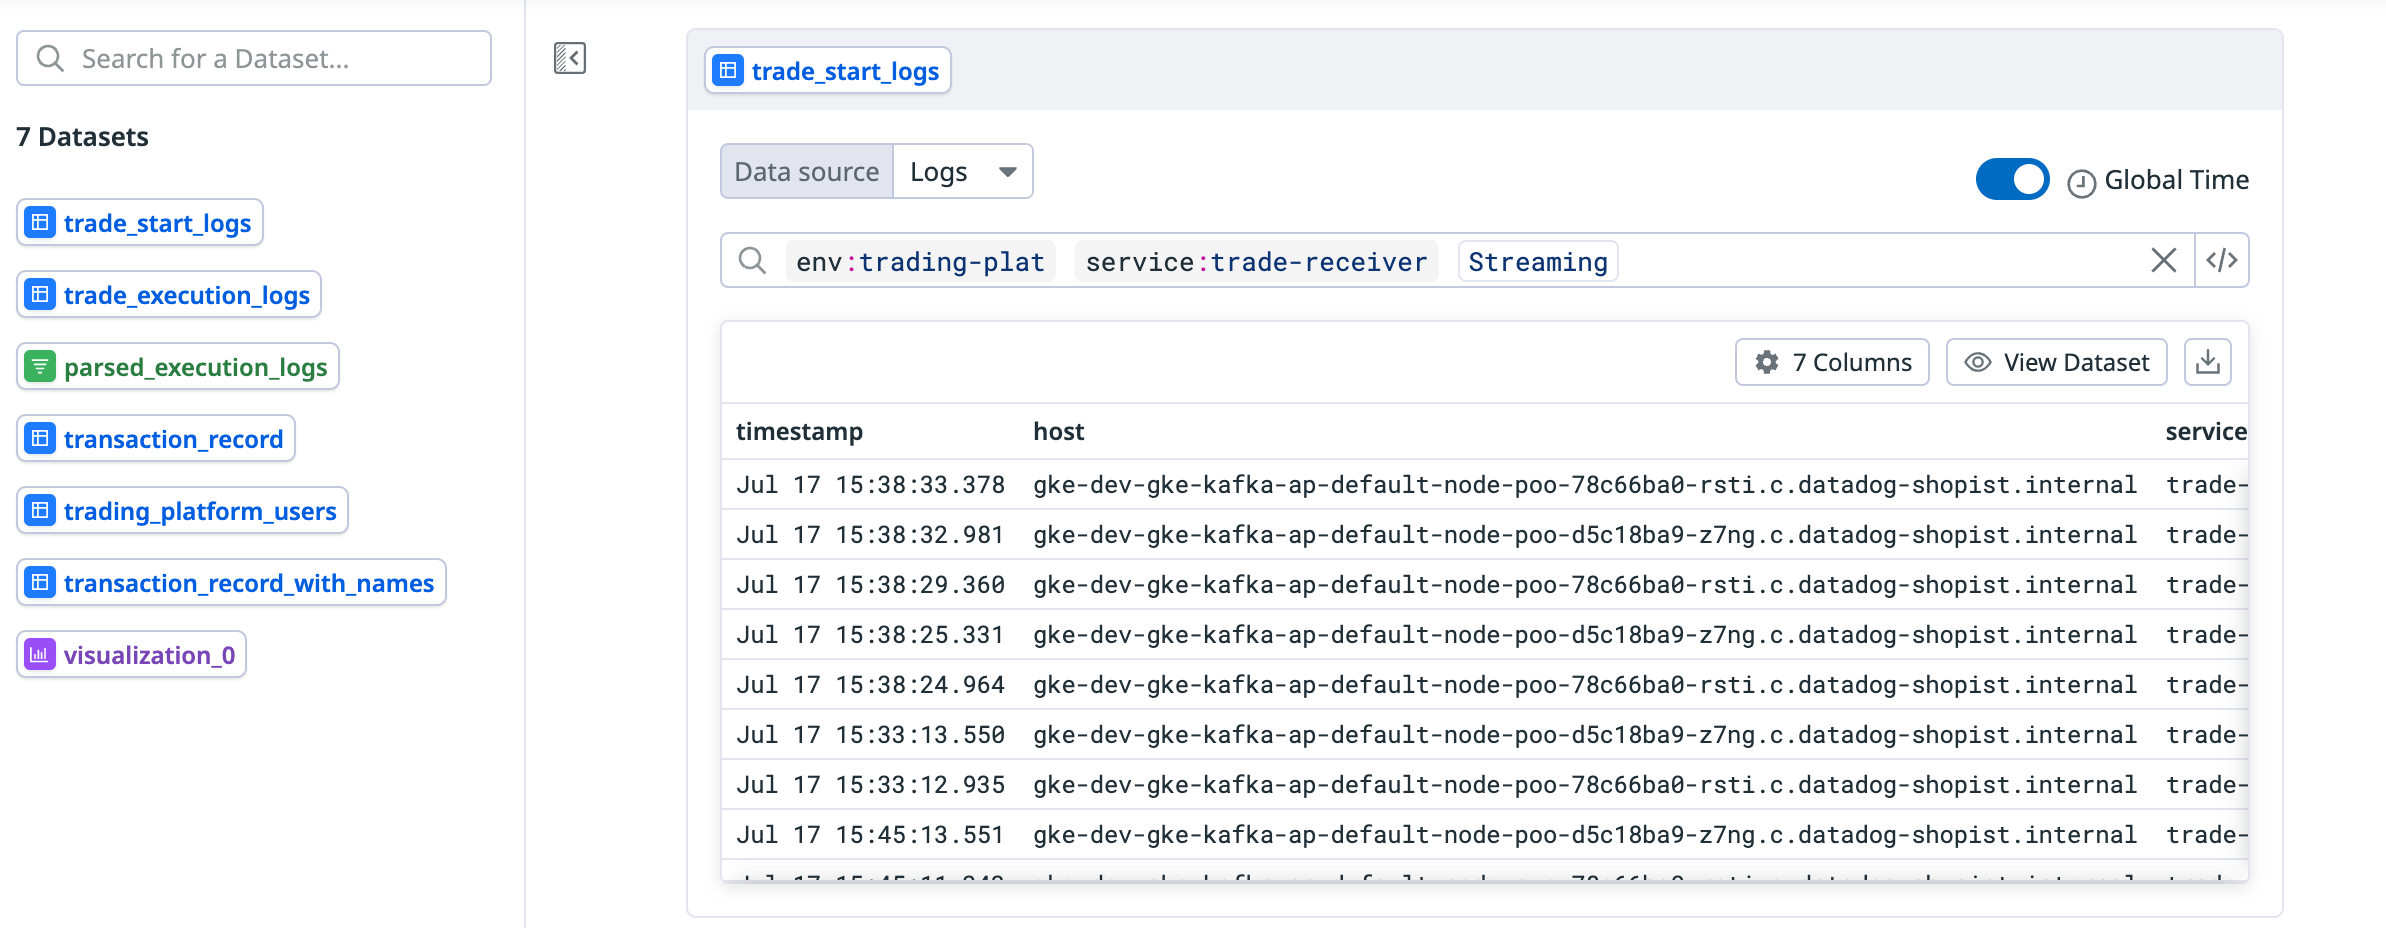 Search for a Dataset...
7 Datasets
trade_start_logs
trade_execution_logs
parsed_execution_logs
transaction_record
trading_platform_users
transaction_record_with_names
visualization_0
trade_start_logs
Data source Logs
Global Time
env:trading-plat service:trade-receiver Streaming
7 Columns View Dataset
timestamp host service
Jul 17 15:38:33.378 gke-dev-gke-kafka-ap-default-node-poo-78c66ba0-rsti.c.datadog-shopist.internal trade-
Jul 17 15:38:32.981 gke-dev-gke-kafka-ap-default-node-poo-d5c18ba9-z7ng.c.datadog-shopist.internal trade-
Jul 17 15:38:29.360 gke-dev-gke-kafka-ap-default-node-poo-78c66ba0-rsti.c.datadog-shopist.internal trade-
Jul 17 15:38:25.331 gke-dev-gke-kafka-ap-default-node-poo-d5c18ba9-z7ng.c.datadog-shopist.internal trade-
Jul 17 15:38:24.964 gke-dev-gke-kafka-ap-default-node-poo-78c66ba0-rsti.c.datadog-shopist.internal trade-
Jul 17 15:33:13.550 gke-dev-gke-kafka-ap-default-node-poo-d5c18ba9-z7ng.c.datadog-shopist.internal trade-
Jul 17 15:33:12.935 gke-dev-gke-kafka-ap-default-node-poo-78c66ba0-rsti.c.datadog-shopist.internal trade-
Jul 17 15:45:13.551 gke-dev-gke-kafka-ap-default-node-poo-d5c18ba9-z7ng.c.datadog-shopist.internal trade-